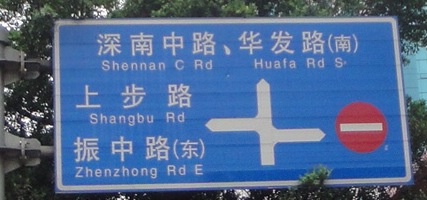 深南中路、华发路(南)
Shennan C Rd Huafa Rd S
上步路
Shangbu Rd
振中路(东)
Zhenzhong Rd E